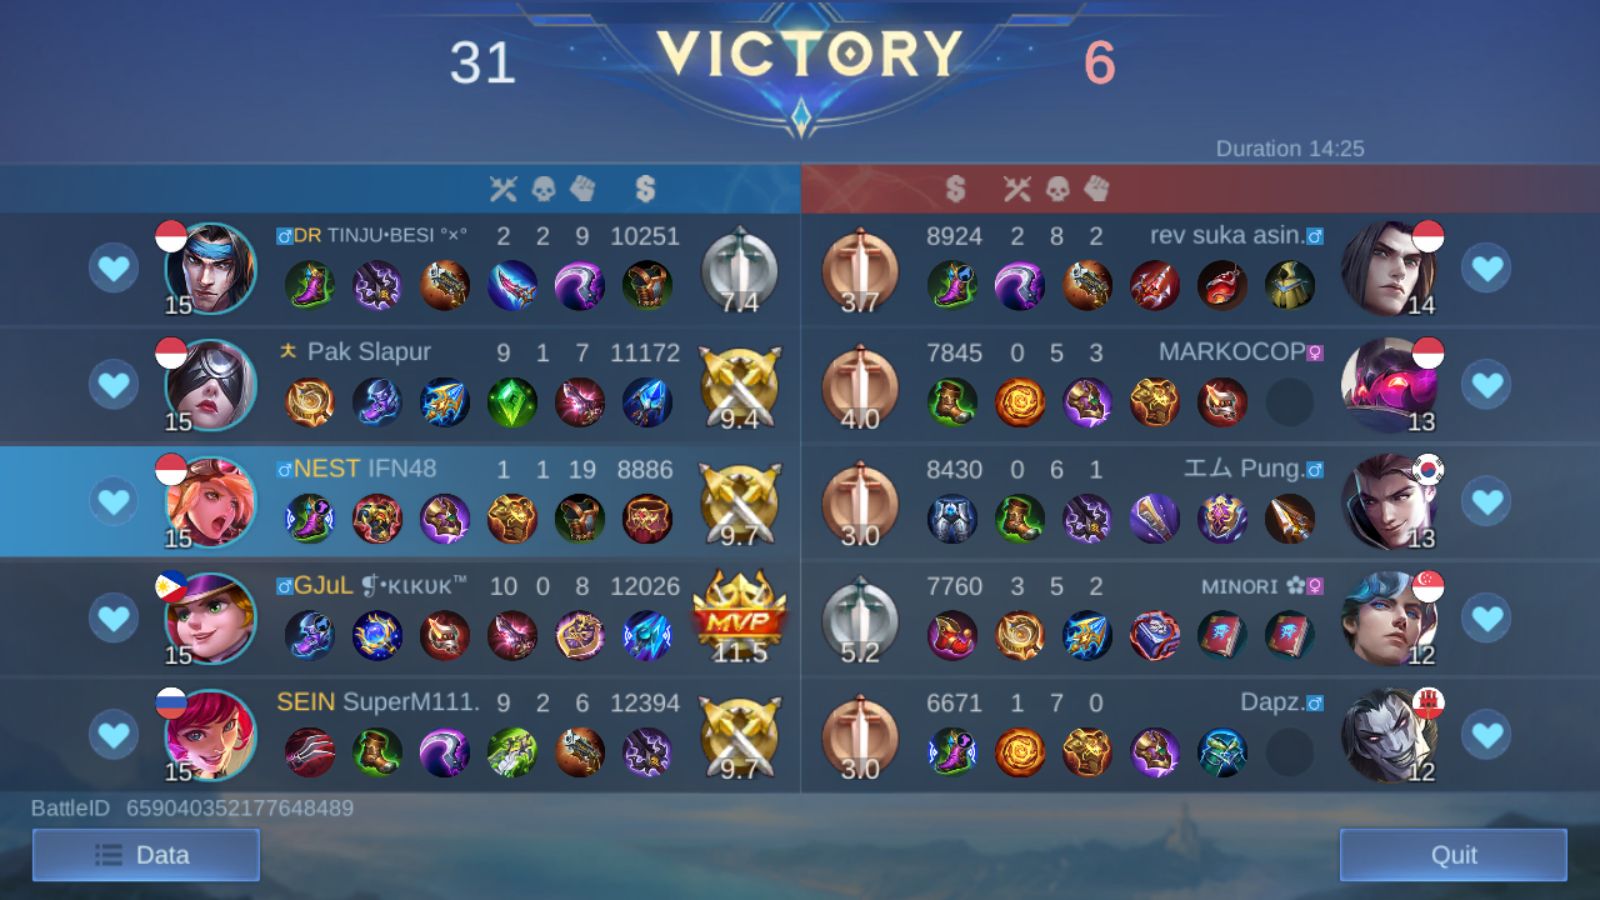 31 VICTORY 6
Duration 14:25
♂DR TINJU•BESI °×° 2 2 9 10251
15 7.4
3.7 8924 2 8 2 rev suka asin.♂
14
大 Pak Slapur 9 1 7 11172
15 9.4
4.0 7845 0 5 3 MARKOCOP♀
13
♂NEST IFN48 1 1 19 8886
15 9.7
3.0 8430 0 6 1 エム Pung.♂
13
♂GJuL ❡•ĸιĸυĸ™ 10 0 8 12026
15 MVP 11.5
5.2 7760 3 5 2 ᴍɪɴᴏʀɪ ✿♀
12
SEIN SuperM111. 9 2 6 12394
15 9.7
3.0 6671 1 7 0 Dapz.♂
12
BattleID 659040352177648489
Data
Quit